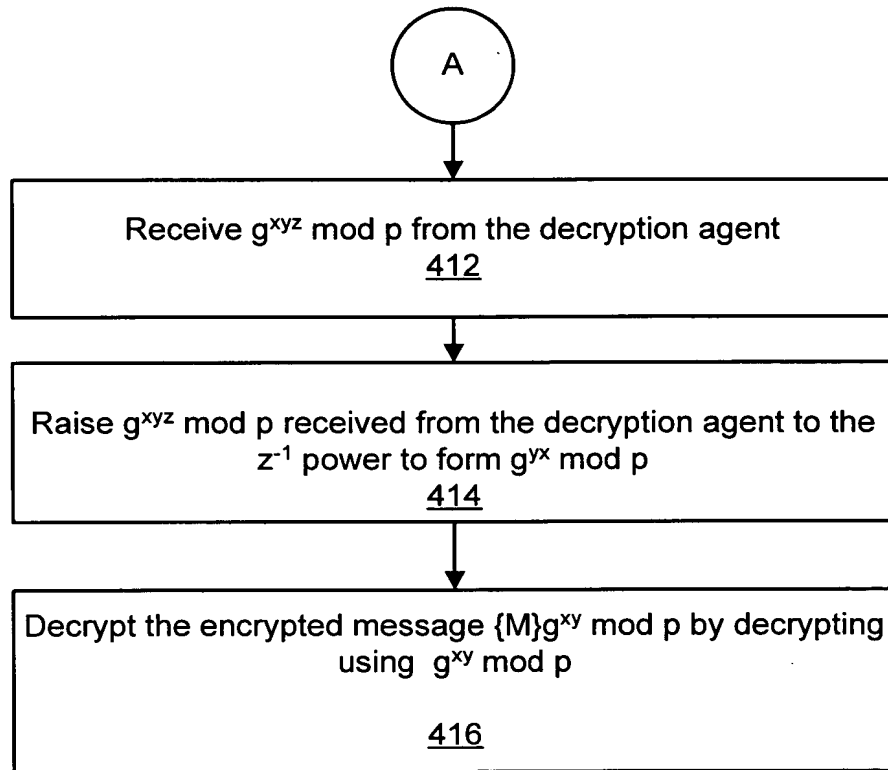 A
Receive g^xyz mod p from the decryption agent
412
Raise g^xyz mod p received from the decryption agent to the
z^-1 power to form g^yx mod p
414
Decrypt the encrypted message {M}g^xy mod p by decrypting
using g^xy mod p
416